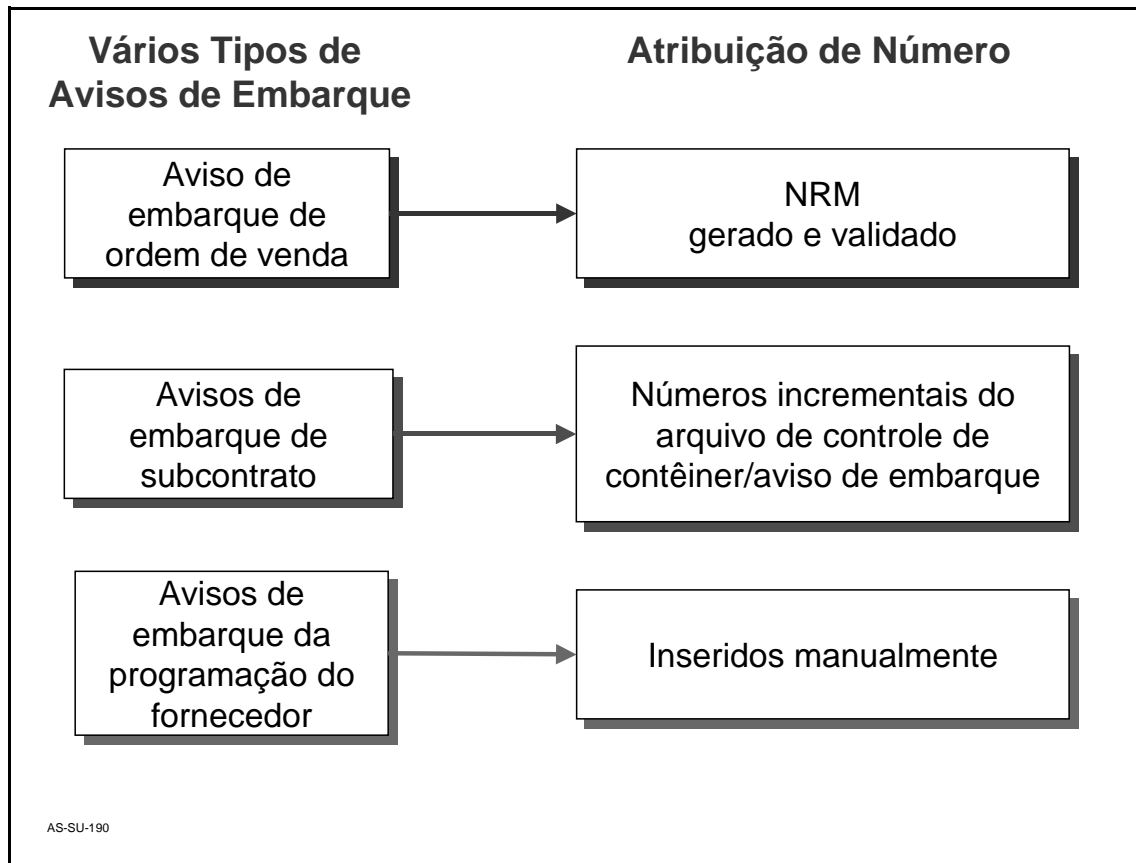 Vários Tipos de
Avisos de Embarque
Atribuição de Número
Aviso de
embarque de
ordem de venda
NRM
gerado e validado
Avisos de
embarque de
subcontrato
Números incrementais do
arquivo de controle de
contêiner/aviso de embarque
Avisos de
embarque da
programação do
fornecedor
Inseridos manualmente
AS-SU-190